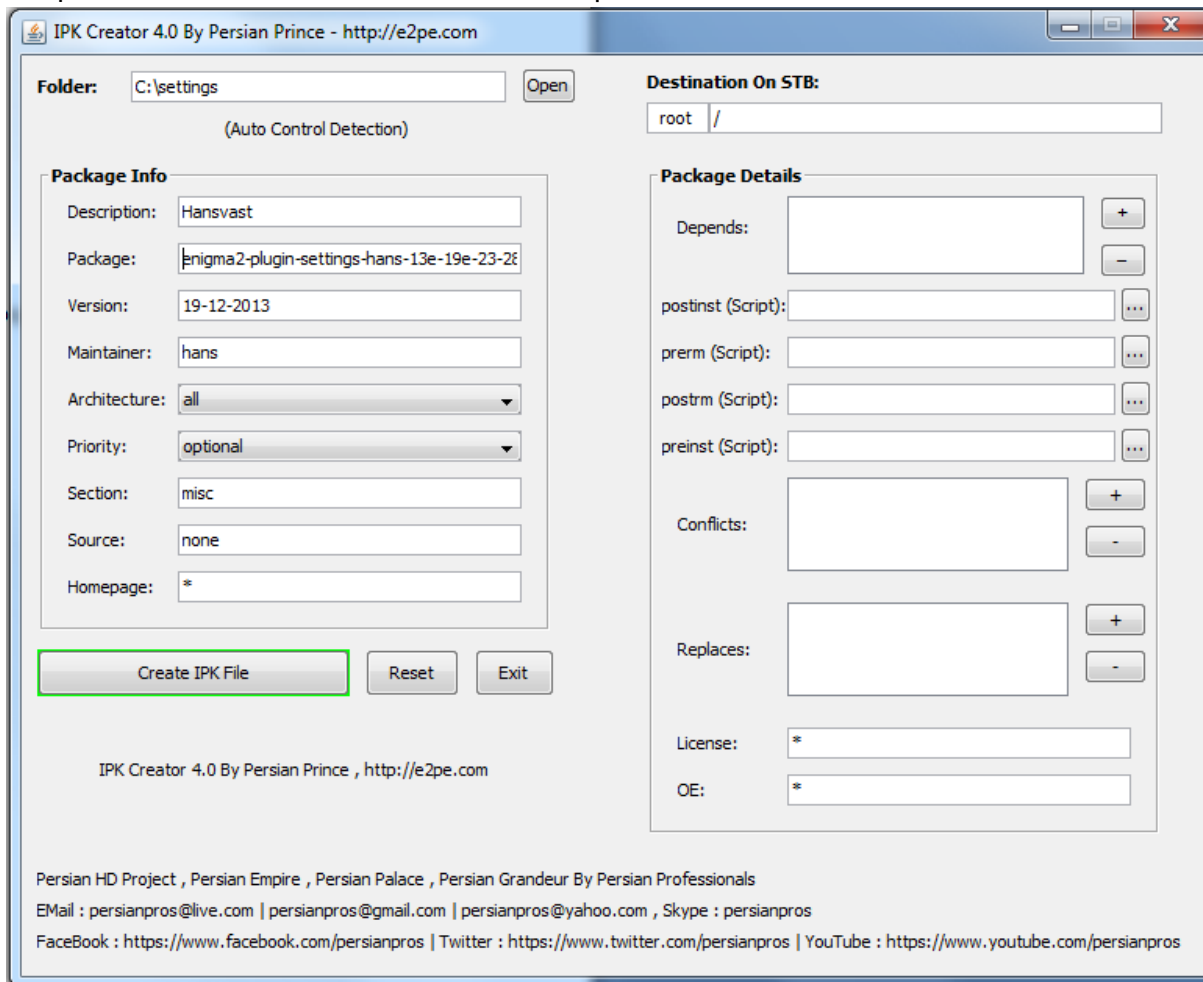 IPK Creator 4.0 By Persian Prince - http://e2pe.com
Folder: C:\settings Open
(Auto Control Detection)
Destination On STB:
root /
Package Info
Description: Hansvast
Package: enigma2-plugin-settings-hans-13e-19e-23-28
Version: 19-12-2013
Maintainer: hans
Architecture: all
Priority: optional
Section: misc
Source: none
Homepage: *
Create IPK File Reset Exit
IPK Creator 4.0 By Persian Prince , http://e2pe.com
Package Details
Depends: +
–
postinst (Script): ...
prerm (Script): ...
postrm (Script): ...
preinst (Script): ...
Conflicts: +
-
Replaces: +
-
License: *
OE: *
Persian HD Project , Persian Empire , Persian Palace , Persian Grandeur By Persian Professionals
EMail : persianpros@live.com | persianpros@gmail.com | persianpros@yahoo.com , Skype : persianpros
FaceBook : https://www.facebook.com/persianpros | Twitter : https://www.twitter.com/persianpros | YouTube : https://www.youtube.com/persianpros